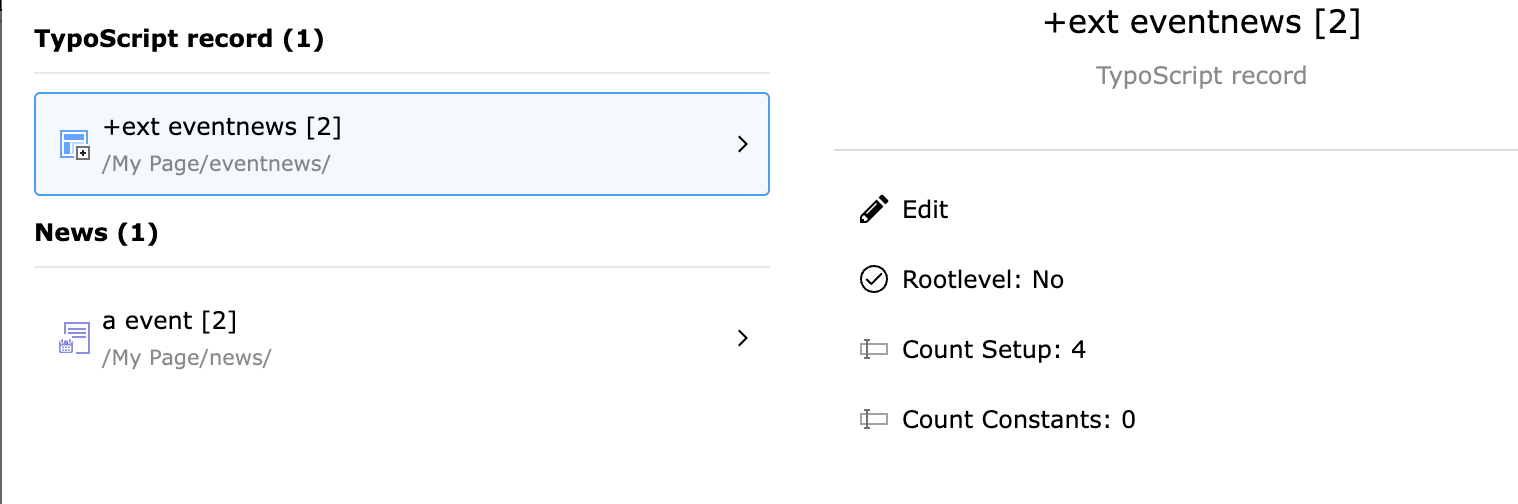 TypoScript record (1)
+ext eventnews [2]
/My Page/eventnews/
News (1)
a event [2]
/My Page/news/
+ext eventnews [2]
TypoScript record
Edit
Rootlevel: No
Count Setup: 4
Count Constants: 0